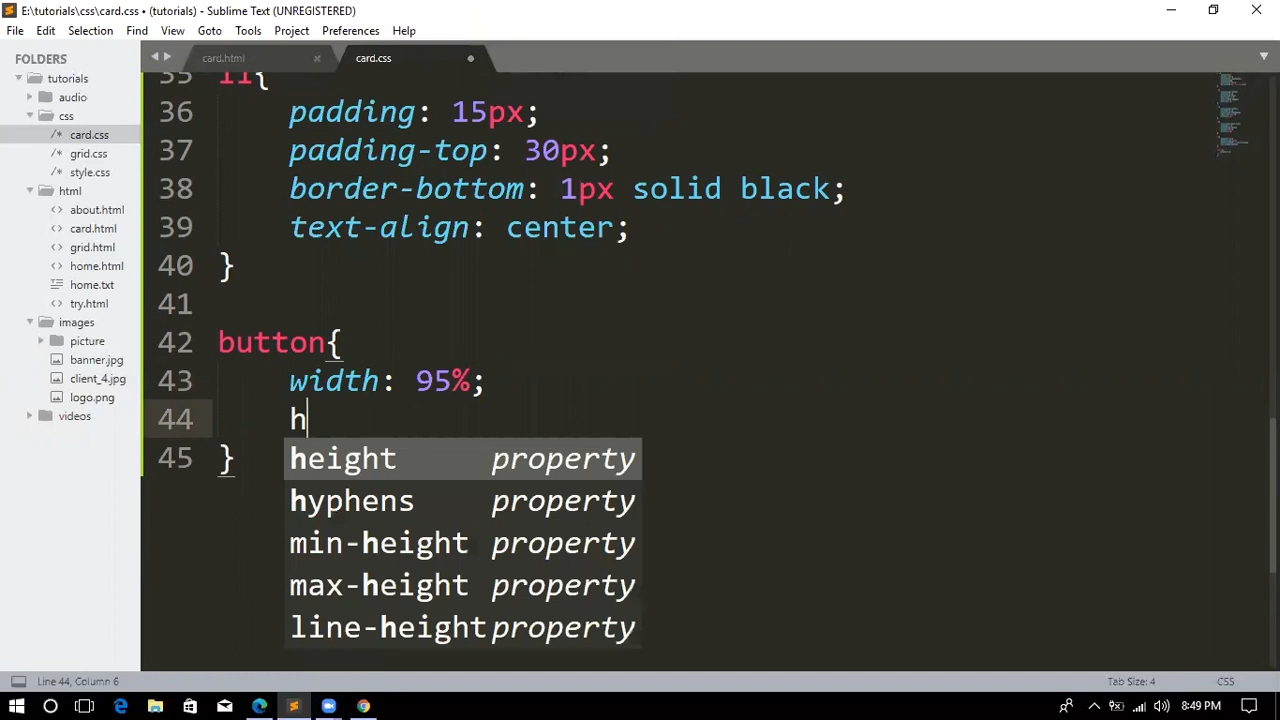 E:\tutorials\css\card.css • (tutorials) - Sublime Text (UNREGISTERED)
File Edit Selection Find View Goto Tools Project Preferences Help
FOLDERS
tutorials
audio
css
/* card.css
/* grid.css
/* style.css
html
<> about.html
<> card.html
<> grid.html
<> home.html
home.txt
<> try.html
images
picture
banner.jpg
client_4.jpg
logo.png
videos
card.html × card.css
35 li{
36 padding: 15px;
37 padding-top: 30px;
38 border-bottom: 1px solid black;
39 text-align: center;
40 }
41
42 button{
43 width: 95%;
44 h
45 }
height property
hyphens property
min-height property
max-height property
line-height property
Line 44, Column 6 Tab Size: 4 CSS
8:49 PM